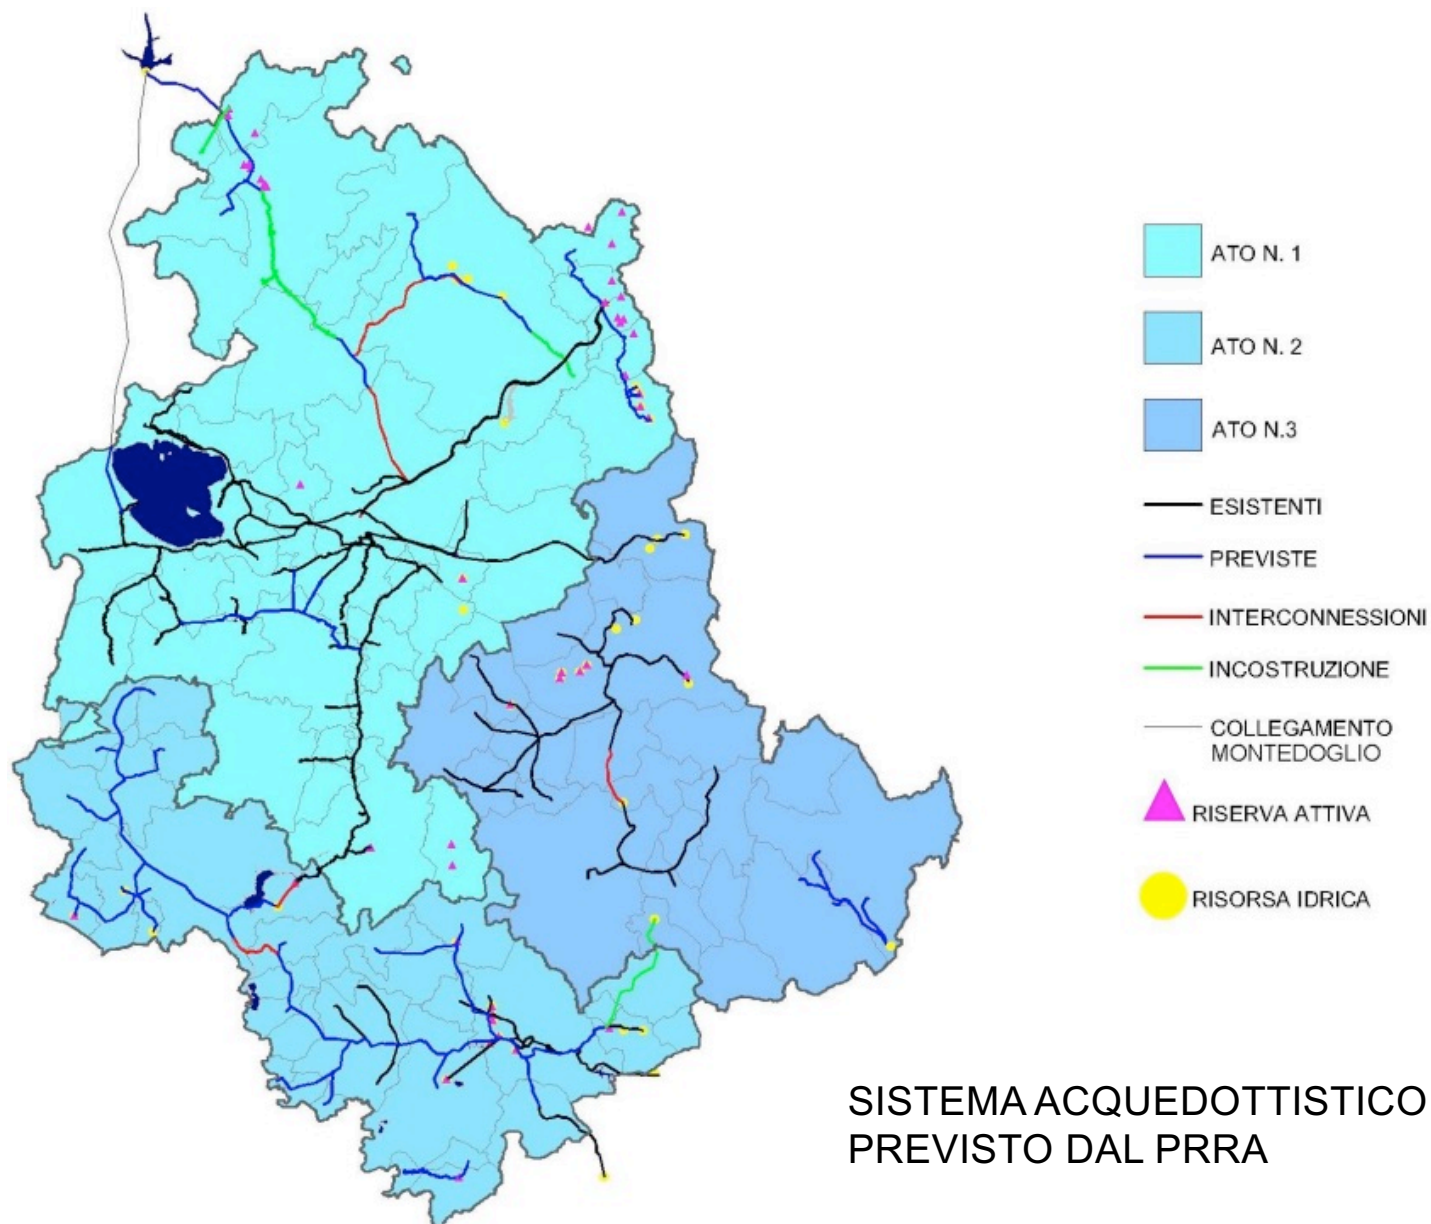 ATO N. 1
ATO N. 2
ATO N.3
ESISTENTI
PREVISTE
INTERCONNESSIONI
INCOSTRUZIONE
COLLEGAMENTO
MONTEDOGLIO
RISERVA ATTIVA
RISORSA IDRICA
SISTEMA ACQUEDOTTISTICO
PREVISTO DAL PRRA